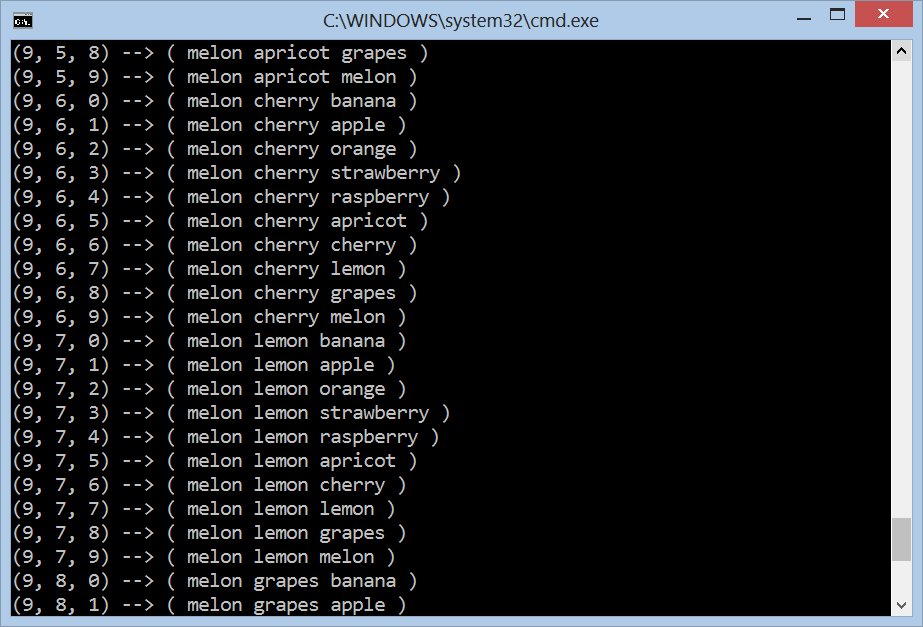 C:\WINDOWS\system32\cmd.exe
(9, 5, 8) --> ( melon apricot grapes )
(9, 5, 9) --> ( melon apricot melon )
(9, 6, 0) --> ( melon cherry banana )
(9, 6, 1) --> ( melon cherry apple )
(9, 6, 2) --> ( melon cherry orange )
(9, 6, 3) --> ( melon cherry strawberry )
(9, 6, 4) --> ( melon cherry raspberry )
(9, 6, 5) --> ( melon cherry apricot )
(9, 6, 6) --> ( melon cherry cherry )
(9, 6, 7) --> ( melon cherry lemon )
(9, 6, 8) --> ( melon cherry grapes )
(9, 6, 9) --> ( melon cherry melon )
(9, 7, 0) --> ( melon lemon banana )
(9, 7, 1) --> ( melon lemon apple )
(9, 7, 2) --> ( melon lemon orange )
(9, 7, 3) --> ( melon lemon strawberry )
(9, 7, 4) --> ( melon lemon raspberry )
(9, 7, 5) --> ( melon lemon apricot )
(9, 7, 6) --> ( melon lemon cherry )
(9, 7, 7) --> ( melon lemon lemon )
(9, 7, 8) --> ( melon lemon grapes )
(9, 7, 9) --> ( melon lemon melon )
(9, 8, 0) --> ( melon grapes banana )
(9, 8, 1) --> ( melon grapes apple )